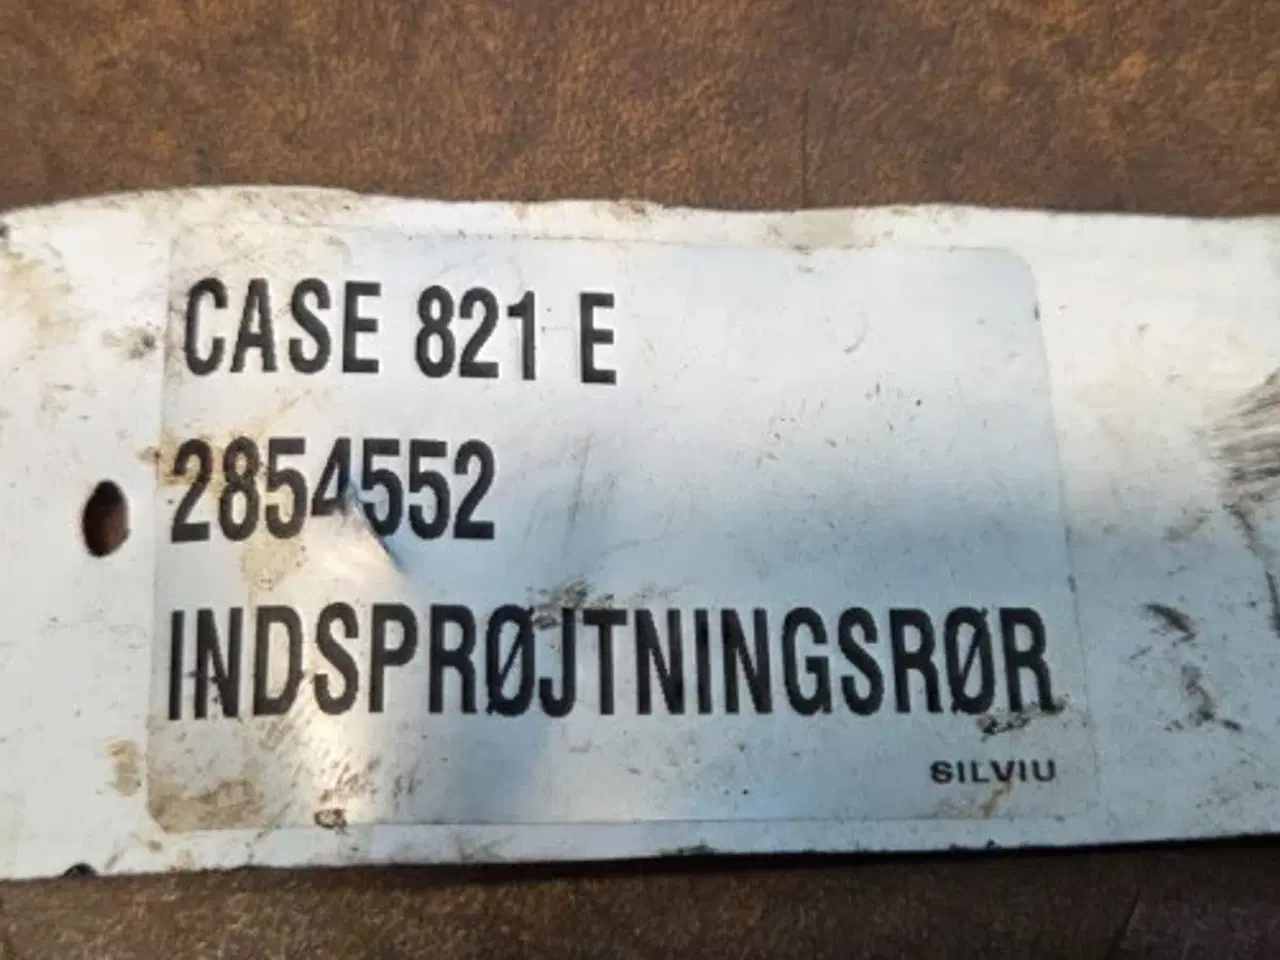 CASE 821 E
2854552
INDSPRØJTNINGSRØR
SILVIU